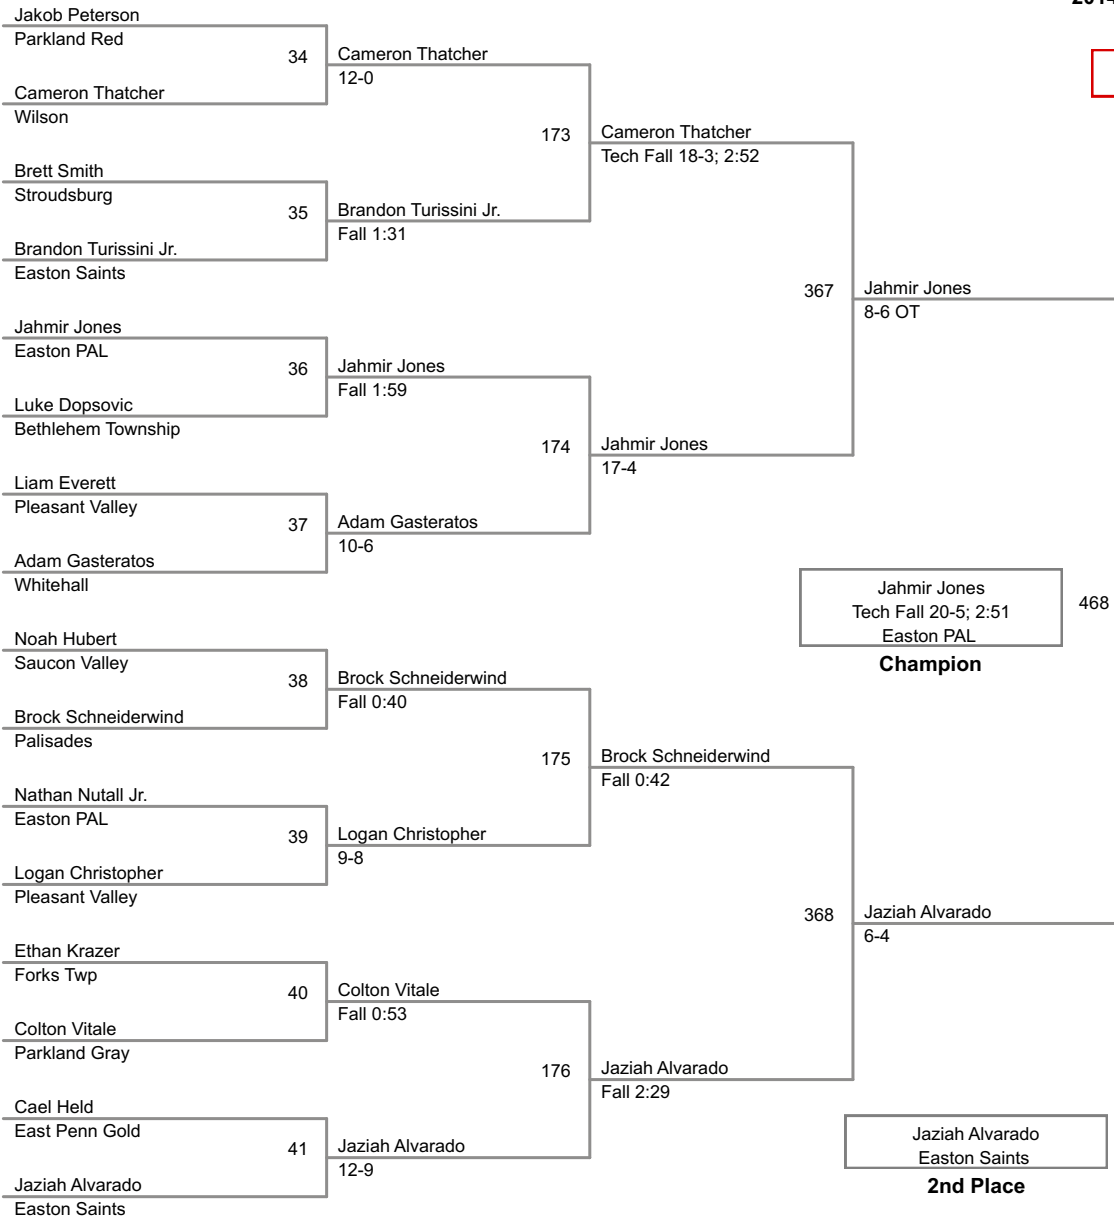 Jakob Peterson
Parkland Red
34
Cameron Thatcher
12-0
Cameron Thatcher
Wilson
173
Cameron Thatcher
Tech Fall 18-3; 2:52
Brett Smith
Stroudsburg
35
Brandon Turissini Jr.
Fall 1:31
Brandon Turissini Jr.
Easton Saints
367
Jahmir Jones
8-6 OT
Jahmir Jones
Easton PAL
36
Jahmir Jones
Fall 1:59
Luke Dopsovic
Bethlehem Township
174
Jahmir Jones
17-4
Liam Everett
Pleasant Valley
37
Adam Gasteratos
10-6
Adam Gasteratos
Whitehall
Jahmir Jones
Tech Fall 20-5; 2:51
Easton PAL
468
Champion
Noah Hubert
Saucon Valley
38
Brock Schneiderwind
Fall 0:40
Brock Schneiderwind
Palisades
175
Brock Schneiderwind
Fall 0:42
Nathan Nutall Jr.
Easton PAL
39
Logan Christopher
9-8
Logan Christopher
Pleasant Valley
368
Jaziah Alvarado
6-4
Ethan Krazer
Forks Twp
40
Colton Vitale
Fall 0:53
Colton Vitale
Parkland Gray
176
Jaziah Alvarado
Fall 2:29
Cael Held
East Penn Gold
41
Jaziah Alvarado
12-9
Jaziah Alvarado
Easton Saints
Jaziah Alvarado
Easton Saints
2nd Place